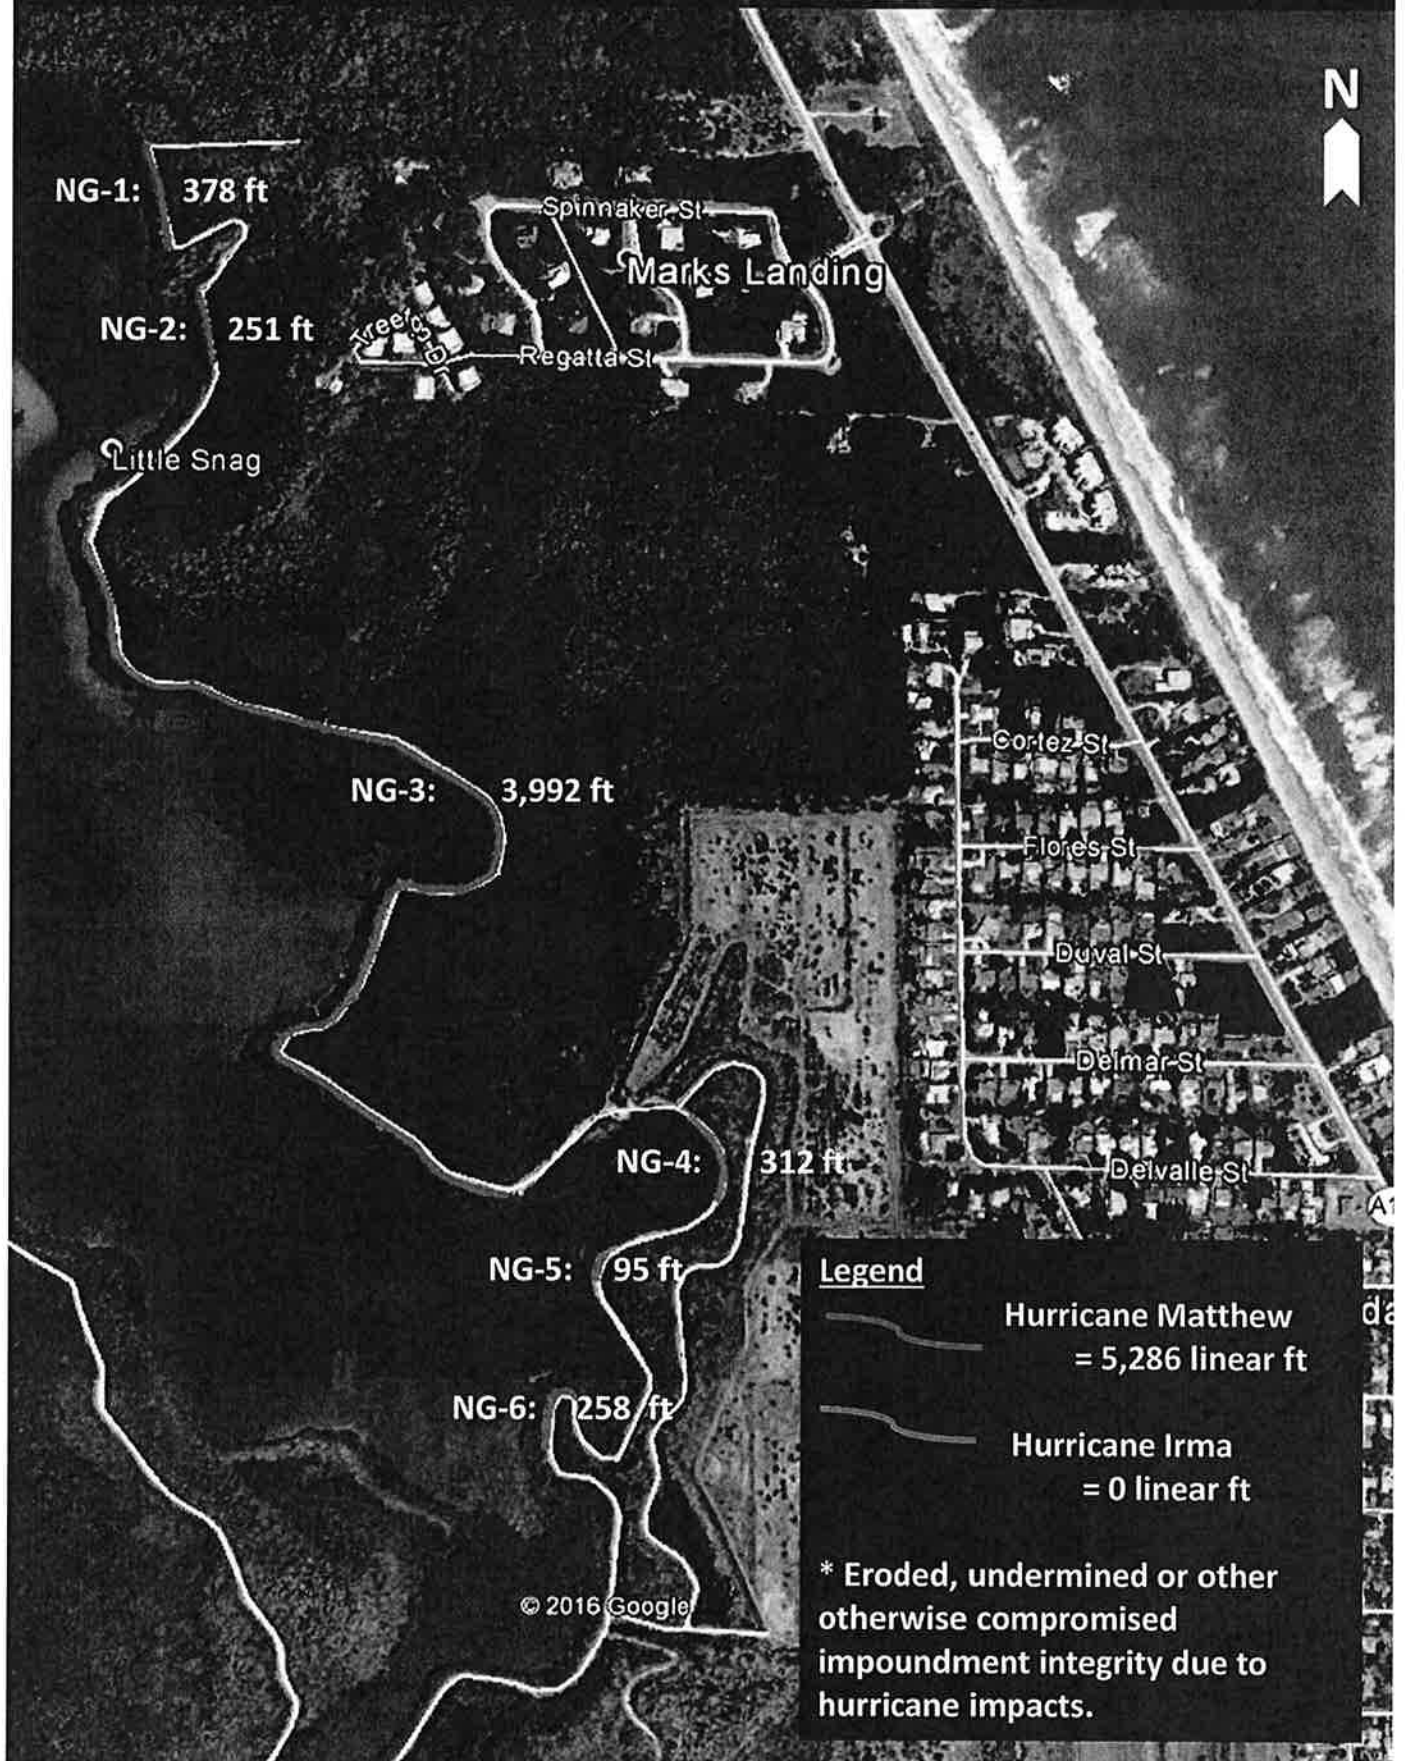 N
NG-1: 378 ft
Spinnaker St
Marks Landing
NG-2: 251 ft
Regatta St
Little Snag
Cortez St
NG-3: 3,992 ft
Flores St
Duval St
Delmar St
NG-4: 312 ft
Delvalle St
A1
NG-5: 95 ft
Legend
Hurricane Matthew
= 5,286 linear ft
da
NG-6: 258 ft
Hurricane Irma
= 0 linear ft
* Eroded, undermined or other
otherwise compromised
impoundment integrity due to
hurricane impacts.
© 2016 Google